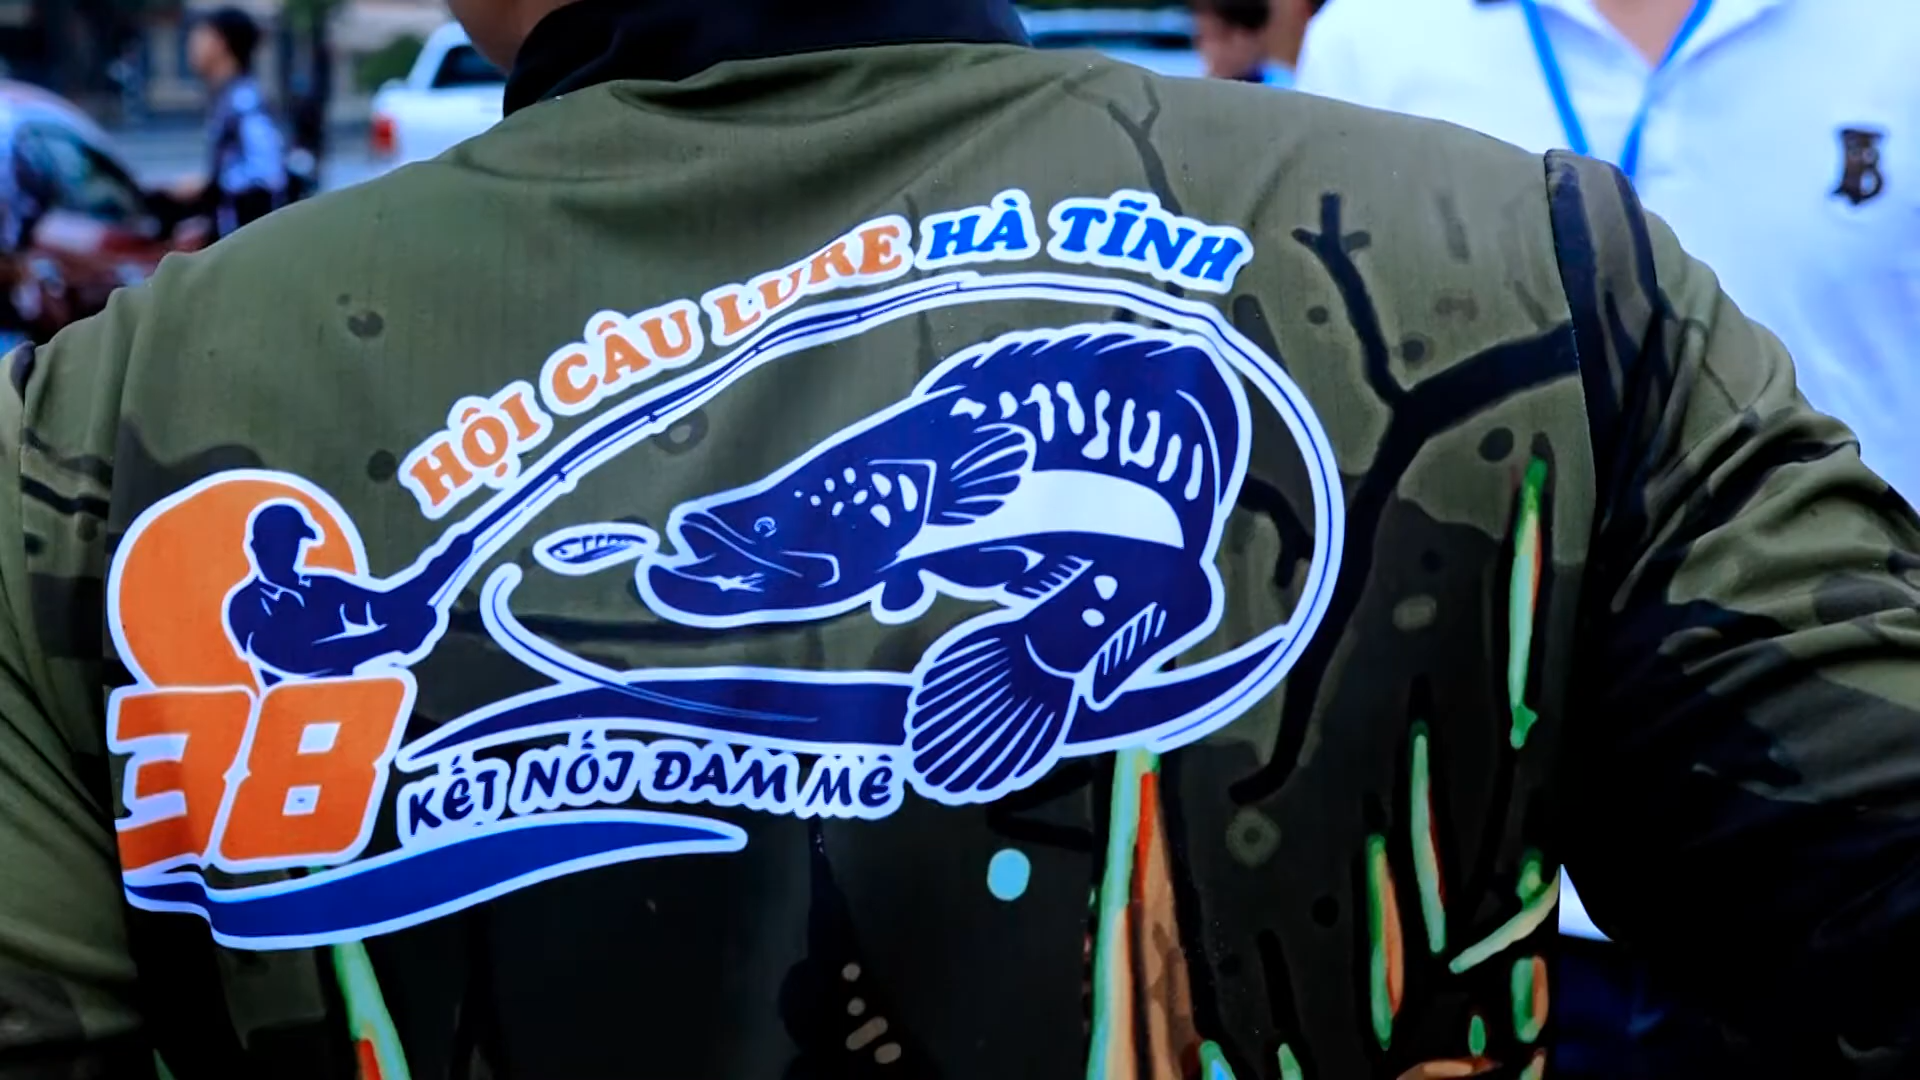 HỘI CÂU LURE HÀ TĨNH
38
KẾT NỐI ĐAM MÊ
B